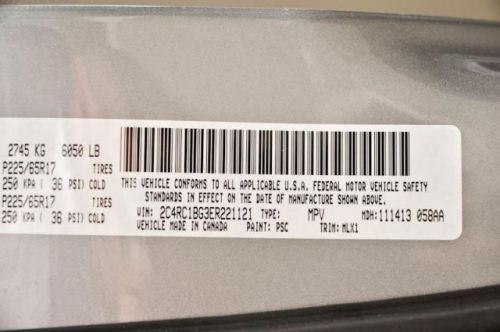 2745 KG 6050 LB
P225/65R17 TIRES
250 KPA ( 36 PSI) COLD
P225/65R17 TIRES
250 KPA ( 36 PSI) COLD
THIS VEHICLE CONFORMS TO ALL APPLICABLE U.S.A. FEDERAL MOTOR VEHICLE SAFETY
STANDARDS IN EFFECT ON THE DATE OF MANUFACTURE SHOWN ABOVE.
VIN: 2C4RC1BG3ER221121 TYPE: MPV MDH: 111413 058AA
VEHICLE MADE IN CANADA PAINT: PSC TRIM: MLX1